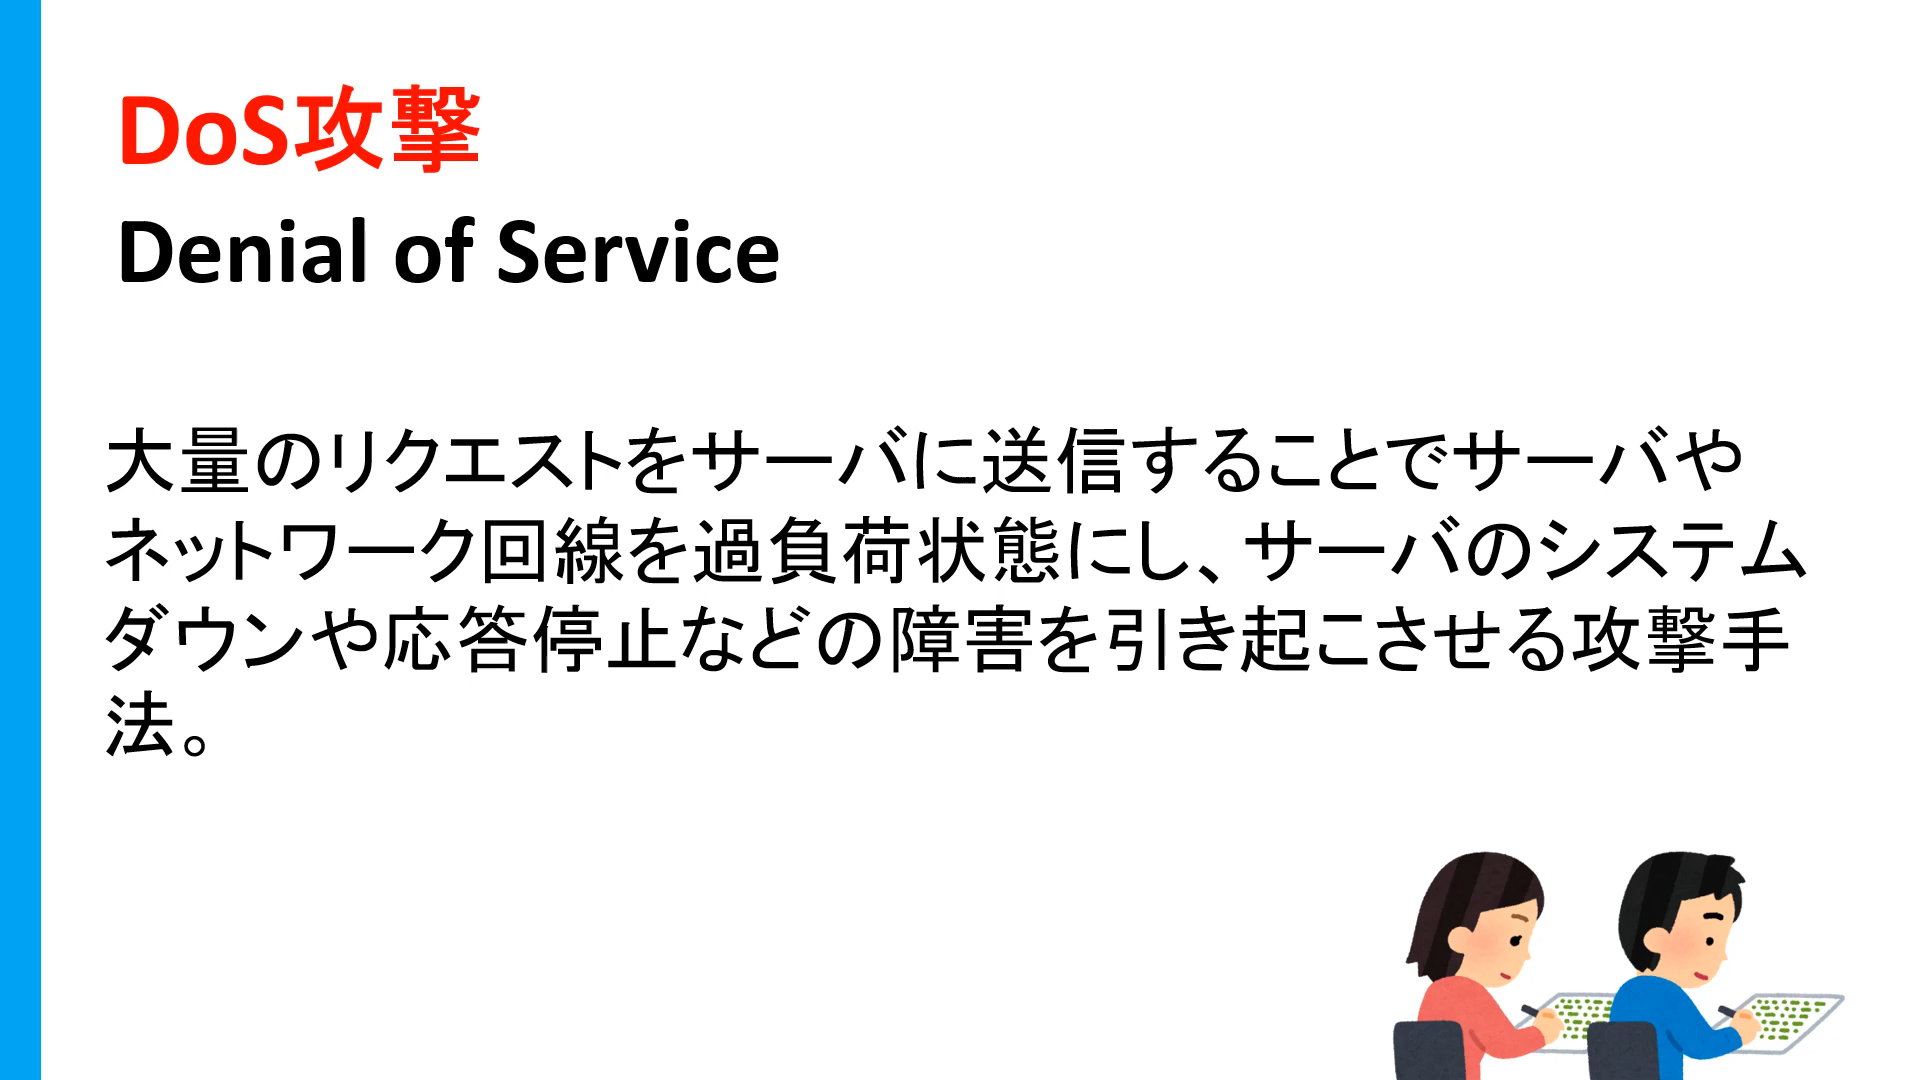 DoS攻撃
Denial of Service
大量のリクエストをサーバに送信することでサーバや
ネットワーク回線を過負荷状態にし、サーバのシステム
ダウンや応答停止などの障害を引き起こさせる攻撃手
法。